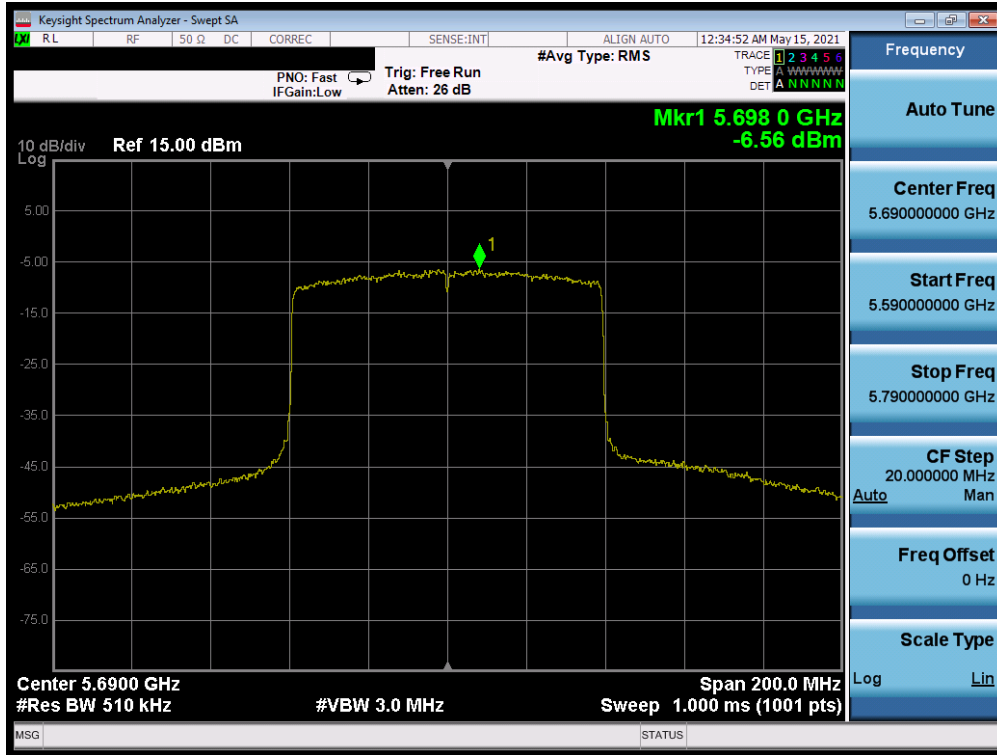 Keysight Spectrum Analyzer - Swept SA
LXI RL RF 50 Ω DC CORREC SENSE:INT ALIGN AUTO 12:34:52 AM May 15, 2021
PNO: Fast
IFGain:Low
Trig: Free Run
Atten: 26 dB
#Avg Type: RMS
TRACE 1 2 3 4 5 6
TYPE A WWWWW
DET A N N N N N
Mkr1 5.698 0 GHz
-6.56 dBm
10 dB/div Ref 15.00 dBm
Log
1
5.00
-5.00
-15.0
-25.0
-35.0
-45.0
-55.0
-65.0
-75.0
Center 5.6900 GHz Span 200.0 MHz
#Res BW 510 kHz #VBW 3.0 MHz Sweep 1.000 ms (1001 pts)
MSG STATUS
Frequency
Auto Tune
Center Freq
5.690000000 GHz
Start Freq
5.590000000 GHz
Stop Freq
5.790000000 GHz
CF Step
20.000000 MHz
Auto Man
Freq Offset
0 Hz
Scale Type
Log Lin